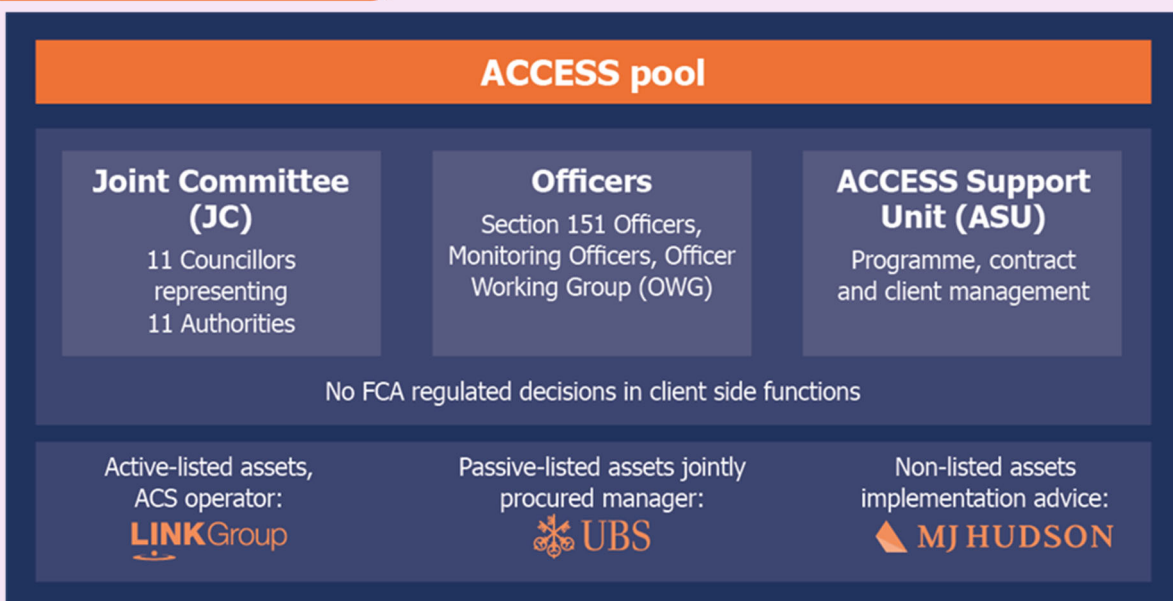 ACCESS pool
Joint Committee
(JC)
11 Councillors
representing
11 Authorities
Officers
Section 151 Officers,
Monitoring Officers, Officer
Working Group (OWG)
ACCESS Support
Unit (ASU)
Programme, contract
and client management
No FCA regulated decisions in client side functions
Active-listed assets,
ACS operator:
LINKGroup
Passive-listed assets jointly
procured manager:
UBS
Non-listed assets
implementation advice:
MJ HUDSON